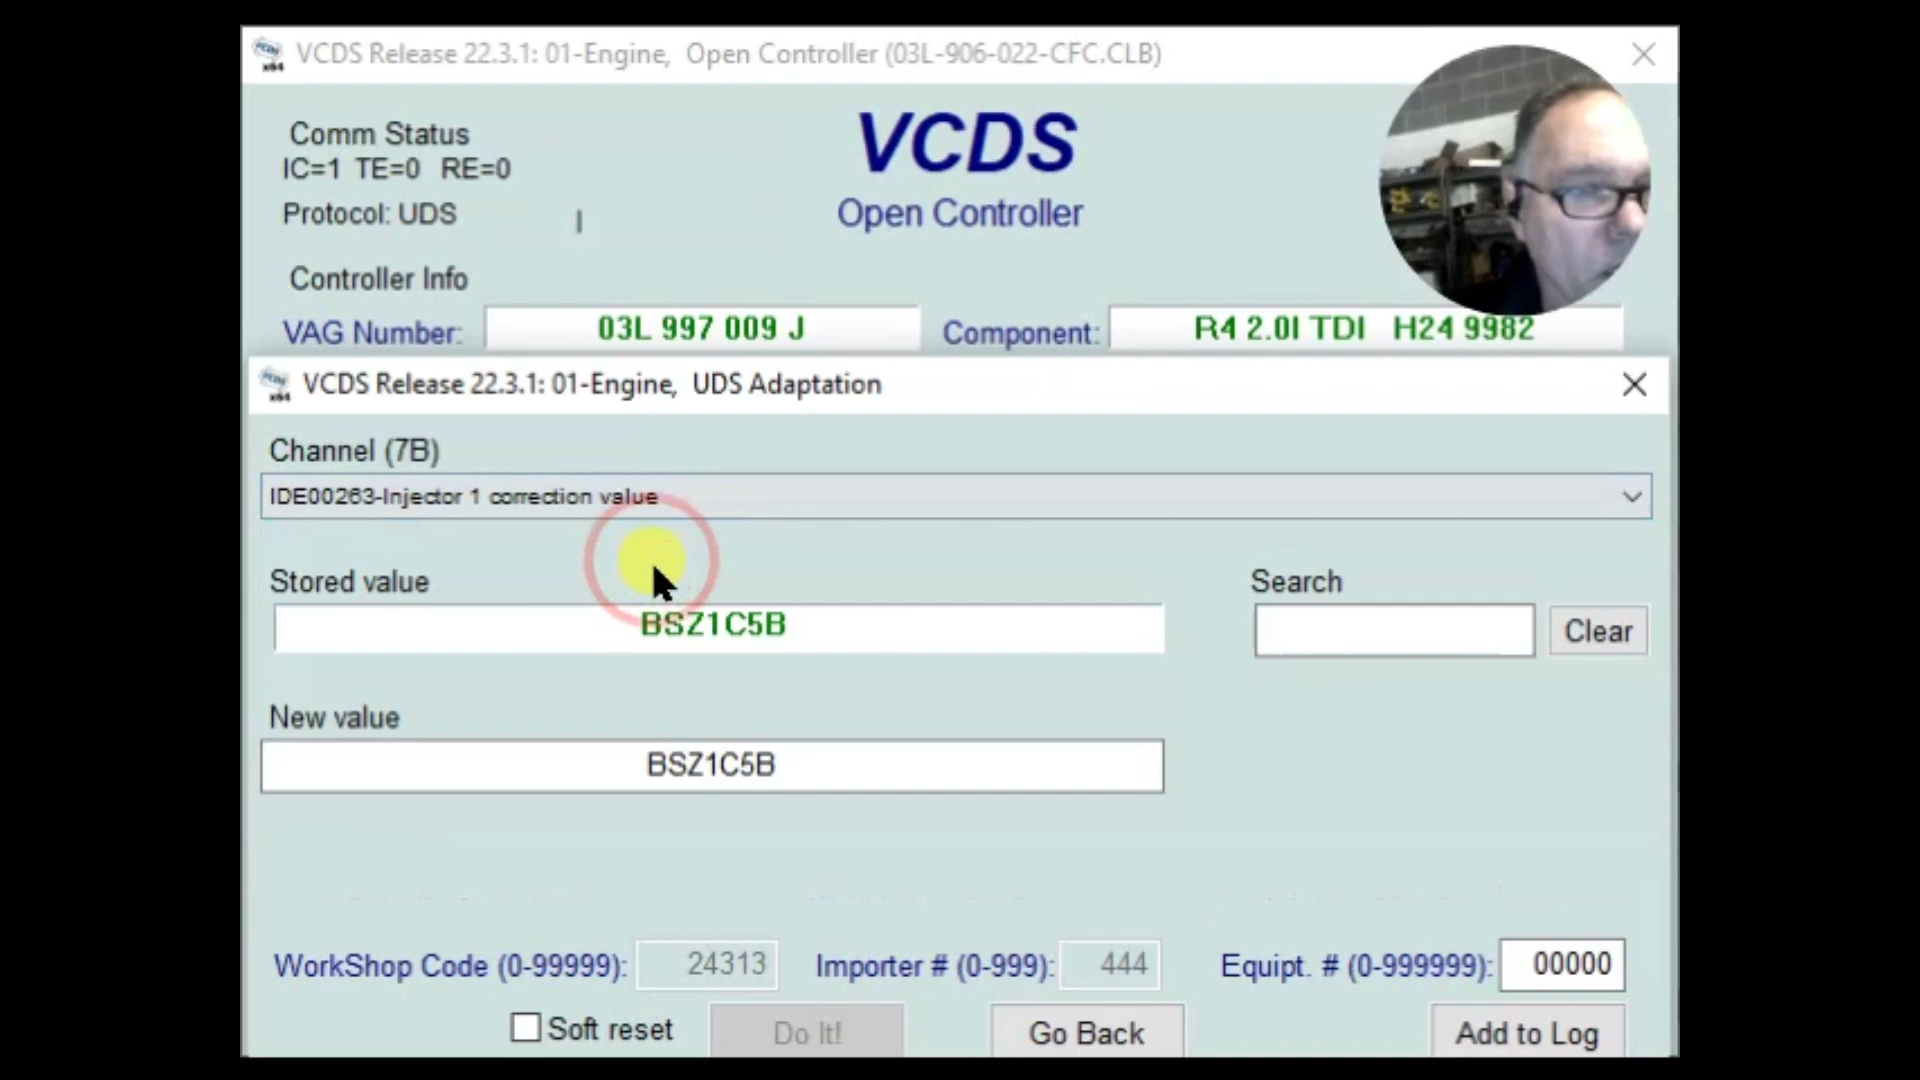 VCDS Release 22.3.1: 01-Engine, Open Controller (03L-906-022-CFC.CLB)
Comm Status
IC=1 TE=0 RE=0
Protocol: UDS
VCDS
Open Controller
Controller Info
VAG Number: 03L 997 009 J Component: R4 2.0l TDI H24 9982
VCDS Release 22.3.1: 01-Engine, UDS Adaptation
Channel (7B)
IDE00263-Injector 1 correction value
Stored value Search
BSZ1C5B Clear
New value
BSZ1C5B
WorkShop Code (0-99999): 24313 Importer # (0-999): 444 Equipt. # (0-999999): 00000
Soft reset Do It! Go Back Add to Log